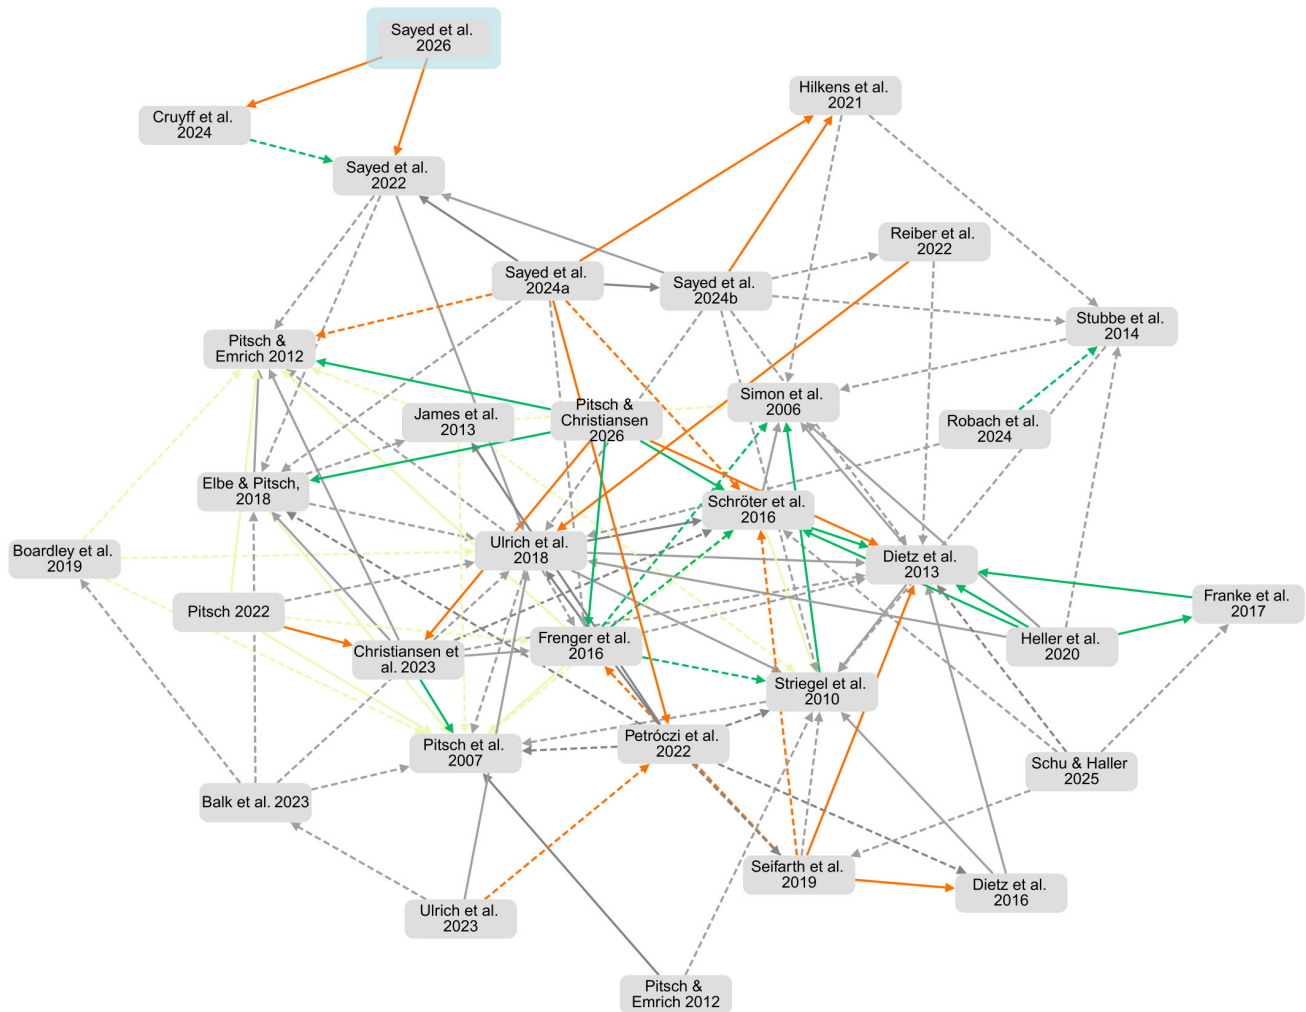 Sayed et al.
2026
Hilkens et al.
2021
Cruyff et al.
2024
Sayed et al.
2022
Reiber et al.
2022
Sayed et al.
2024a
Sayed et al.
2024b
Stubbe et al.
2014
Pitsch &
Emrich 2012
Simon et al.
2006
James et al.
2013
Pitsch &
Christiansen
2026
Robach et al.
2024
Elbe & Pitsch,
2018
Schröter et al.
2016
Ulrich et al.
2018
Boardley et al.
2019
Dietz et al.
2013
Pitsch 2022
Franke et al.
2017
Frenger et al.
2016
Heller et al.
2020
Christiansen et
al. 2023
Striegel et al.
2010
Pitsch et al.
2007
Petróczi et al.
2022
Schu & Haller
2025
Balk et al. 2023
Seifarth et al.
2019
Dietz et al.
2016
Ulrich et al.
2023
Pitsch &
Emrich 2012